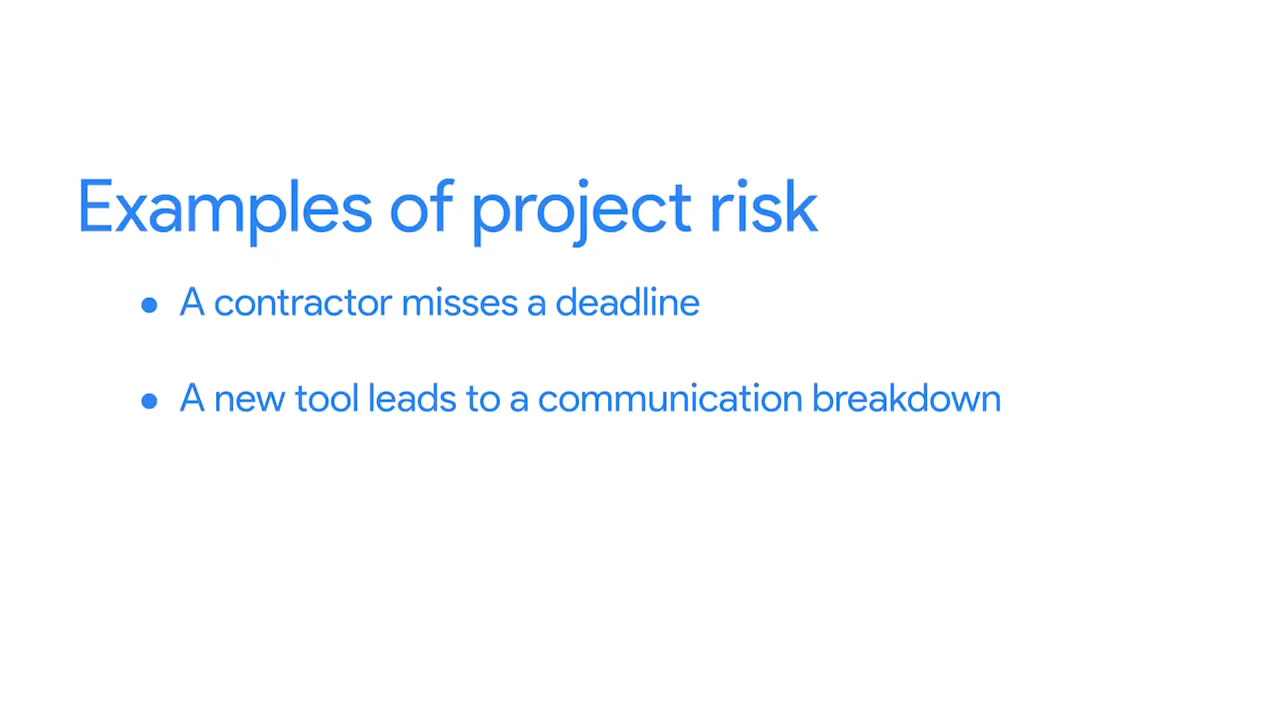 Examples of project risk
● A contractor misses a deadline
● A new tool leads to a communication breakdown